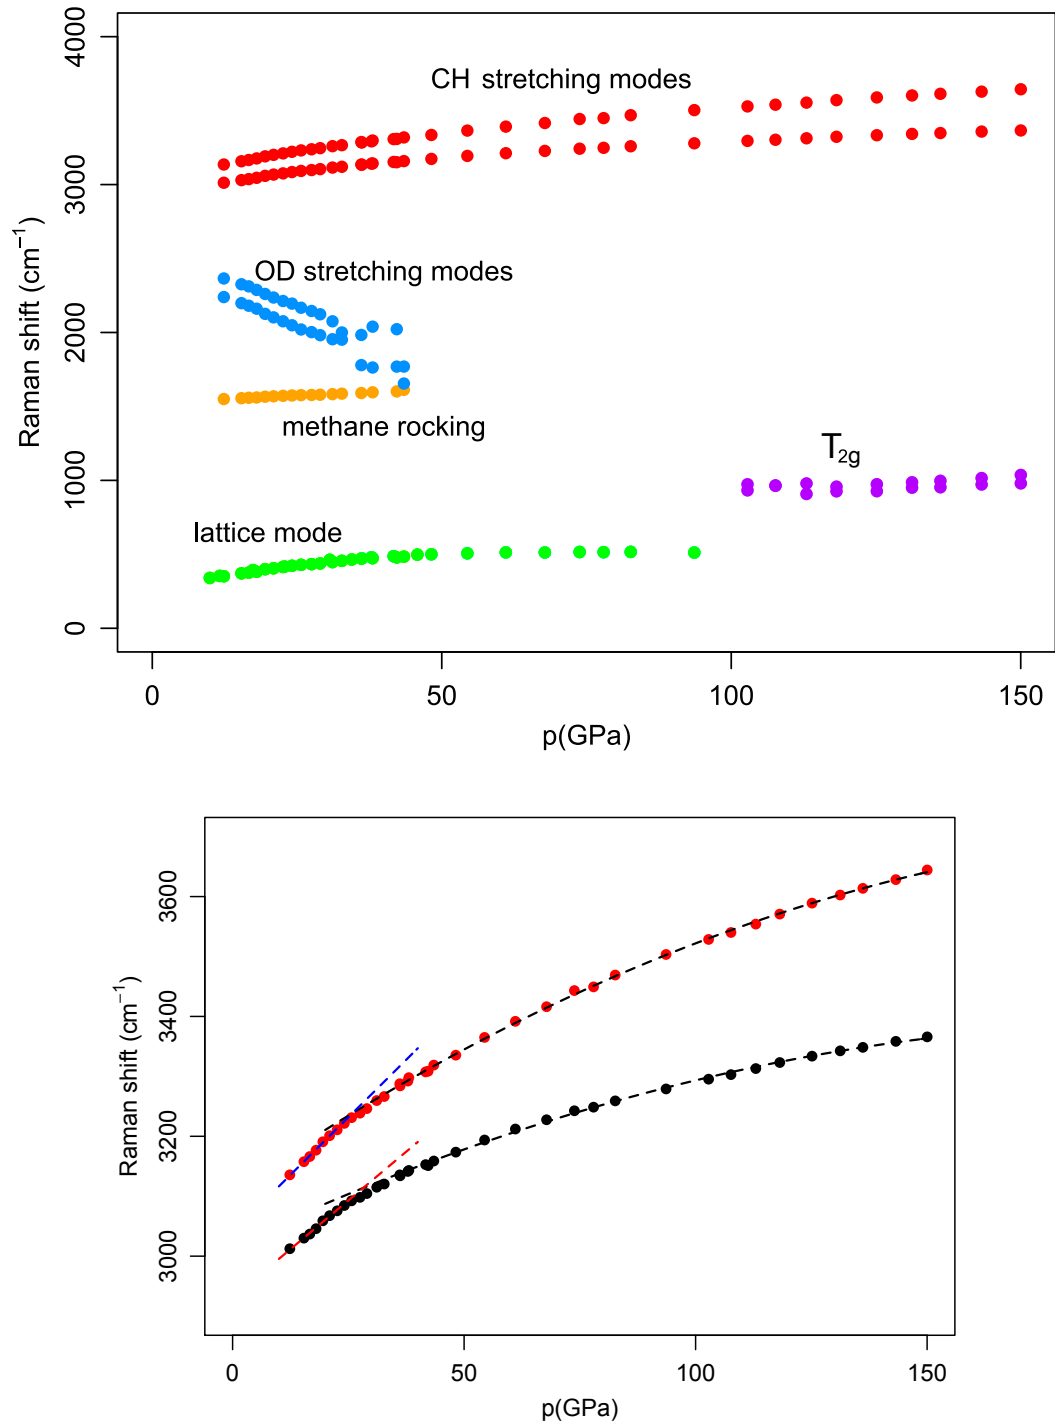 4000
CH stretching modes
3000
OD stretching modes
2000
methane rocking
T2g
1000
lattice mode
0
Raman shift (cm−1)
0 50 100 150
p(GPa)
3600
3400
3200
3000
Raman shift (cm−1)
0 50 100 150
p(GPa)